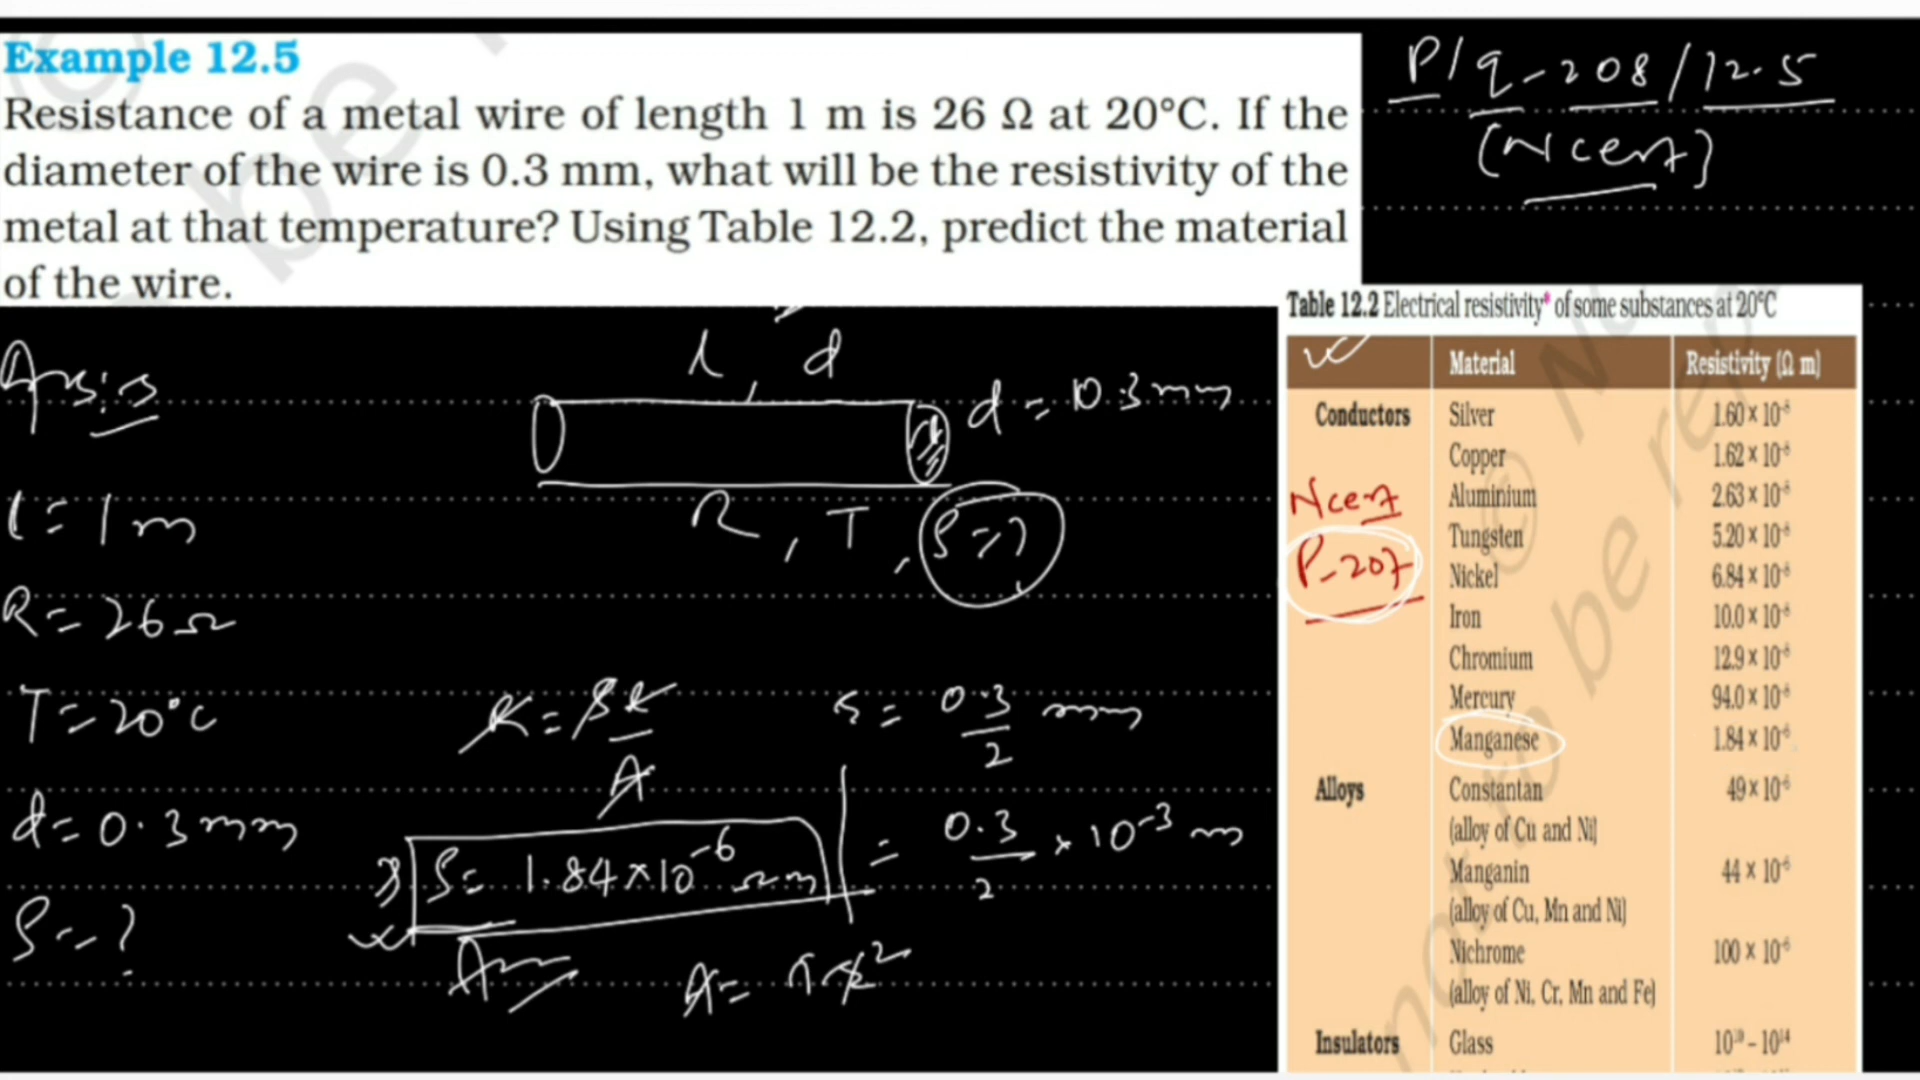 Example 12.5
Resistance of a metal wire of length 1 m is 26 Ω at 20°C. If the
diameter of the wire is 0.3 mm, what will be the resistivity of the
metal at that temperature? Using Table 12.2, predict the material
of the wire.
P/q-208/12.5
(Ncert)
Ans:->
l, d
d = 0.3mm
R, T, ρ=?
l = 1 m
R = 26 Ω
T = 20°C
d = 0.3 mm
ρ = ?
R = ρl/A
ρ = 1.84 × 10⁻⁶ Ωm
Ans
r = 0.3/2 mm
= 0.3/2 × 10⁻³ m
A = πr²
Table 12.2 Electrical resistivity* of some substances at 20°C
Material Resistivity (Ω m)
Conductors Silver 1.60 × 10⁻⁸
Copper 1.62 × 10⁻⁸
Aluminium 2.63 × 10⁻⁸
Tungsten 5.20 × 10⁻⁸
Nickel 6.84 × 10⁻⁸
Iron 10.0 × 10⁻⁸
Chromium 12.9 × 10⁻⁸
Mercury 94.0 × 10⁻⁸
Manganese 1.84 × 10⁻⁶
Alloys Constantan 49 × 10⁻⁶
(alloy of Cu and Ni)
Manganin 44 × 10⁻⁶
(alloy of Cu, Mn and Ni)
Nichrome 100 × 10⁻⁶
(alloy of Ni, Cr, Mn and Fe)
Insulators Glass 10¹⁰ – 10¹⁴
Ncert
P-207